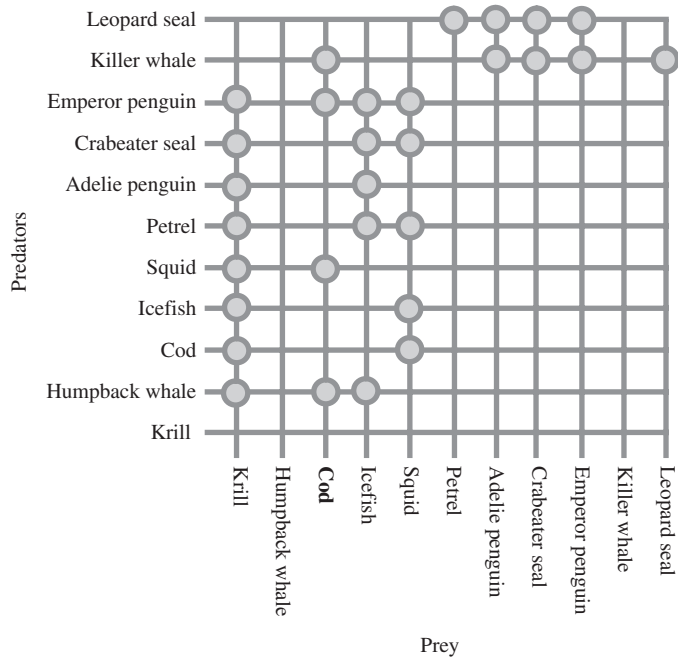 Leopard seal
Killer whale
Emperor penguin
Crabeater seal
Adelie penguin
Petrel
Squid
Icefish
Cod
Humpback whale
Krill
Predators
Krill
Humpback whale
Cod
Icefish
Squid
Petrel
Adelie penguin
Crabeater seal
Emperor penguin
Killer whale
Leopard seal
Prey